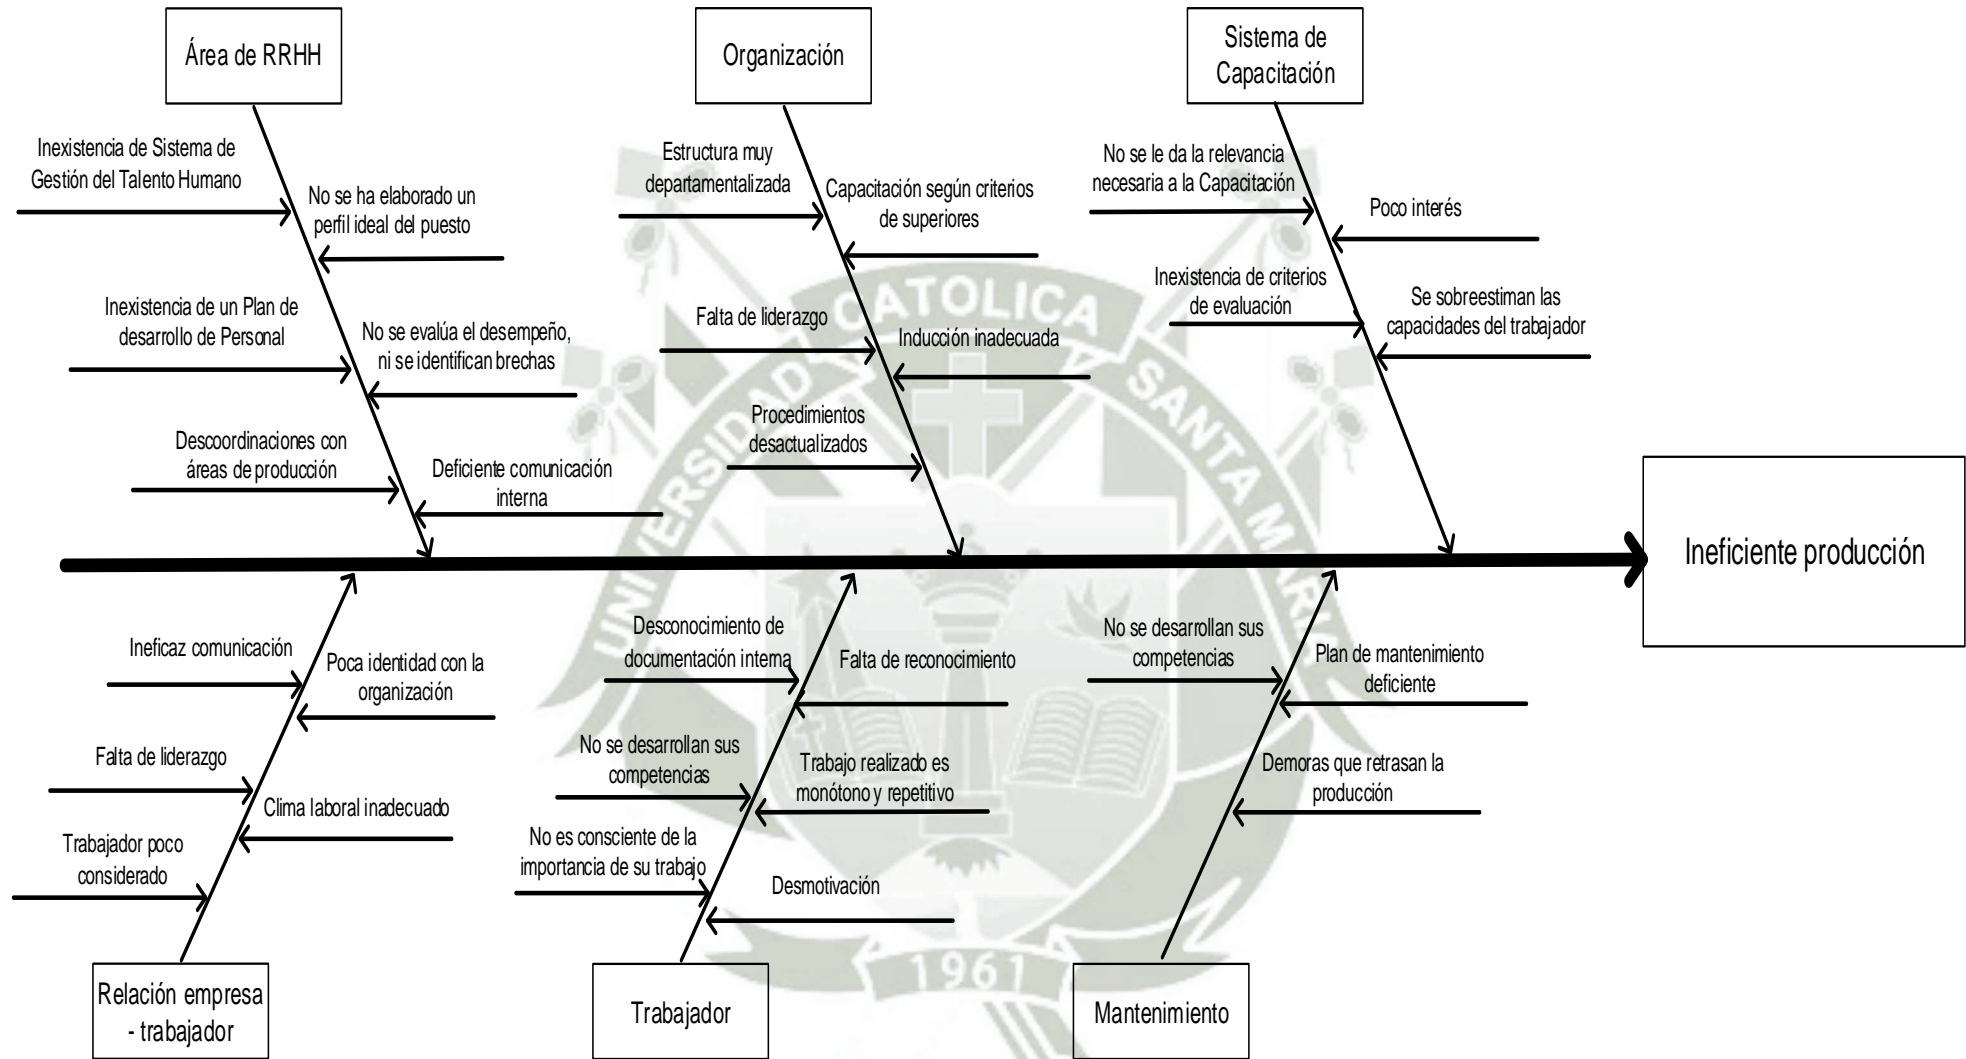 Área de RRHH
Organización
Sistema de
Capacitación
Inexistencia de Sistema de
Gestión del Talento Humano
No se ha elaborado un
perfil ideal del puesto
Inexistencia de un Plan de
desarrollo de Personal
No se evalúa el desempeño,
ni se identifican brechas
Descoordinaciones con
áreas de producción
Deficiente comunicación
interna
Estructura muy
departamentalizada
Capacitación según criterios
de superiores
Falta de liderazgo
Inducción inadecuada
Procedimientos
desactualizados
No se le da la relevancia
necesaria a la Capacitación
Poco interés
Inexistencia de criterios
de evaluación
Se sobreestiman las
capacidades del trabajador
Ineficiente producción
Ineficaz comunicación
Poca identidad con la
organización
Falta de liderazgo
Clima laboral inadecuado
Trabajador poco
considerado
Desconocimiento de
documentación interna
Falta de reconocimiento
No se desarrollan sus
competencias
Trabajo realizado es
monótono y repetitivo
No es consciente de la
importancia de su trabajo
Desmotivación
No se desarrollan sus
competencias
Plan de mantenimiento
deficiente
Demoras que retrasan la
producción
Relación empresa
- trabajador
Trabajador
Mantenimiento
UNIVERSIDAD CATOLICA SANTA MARIA
1961